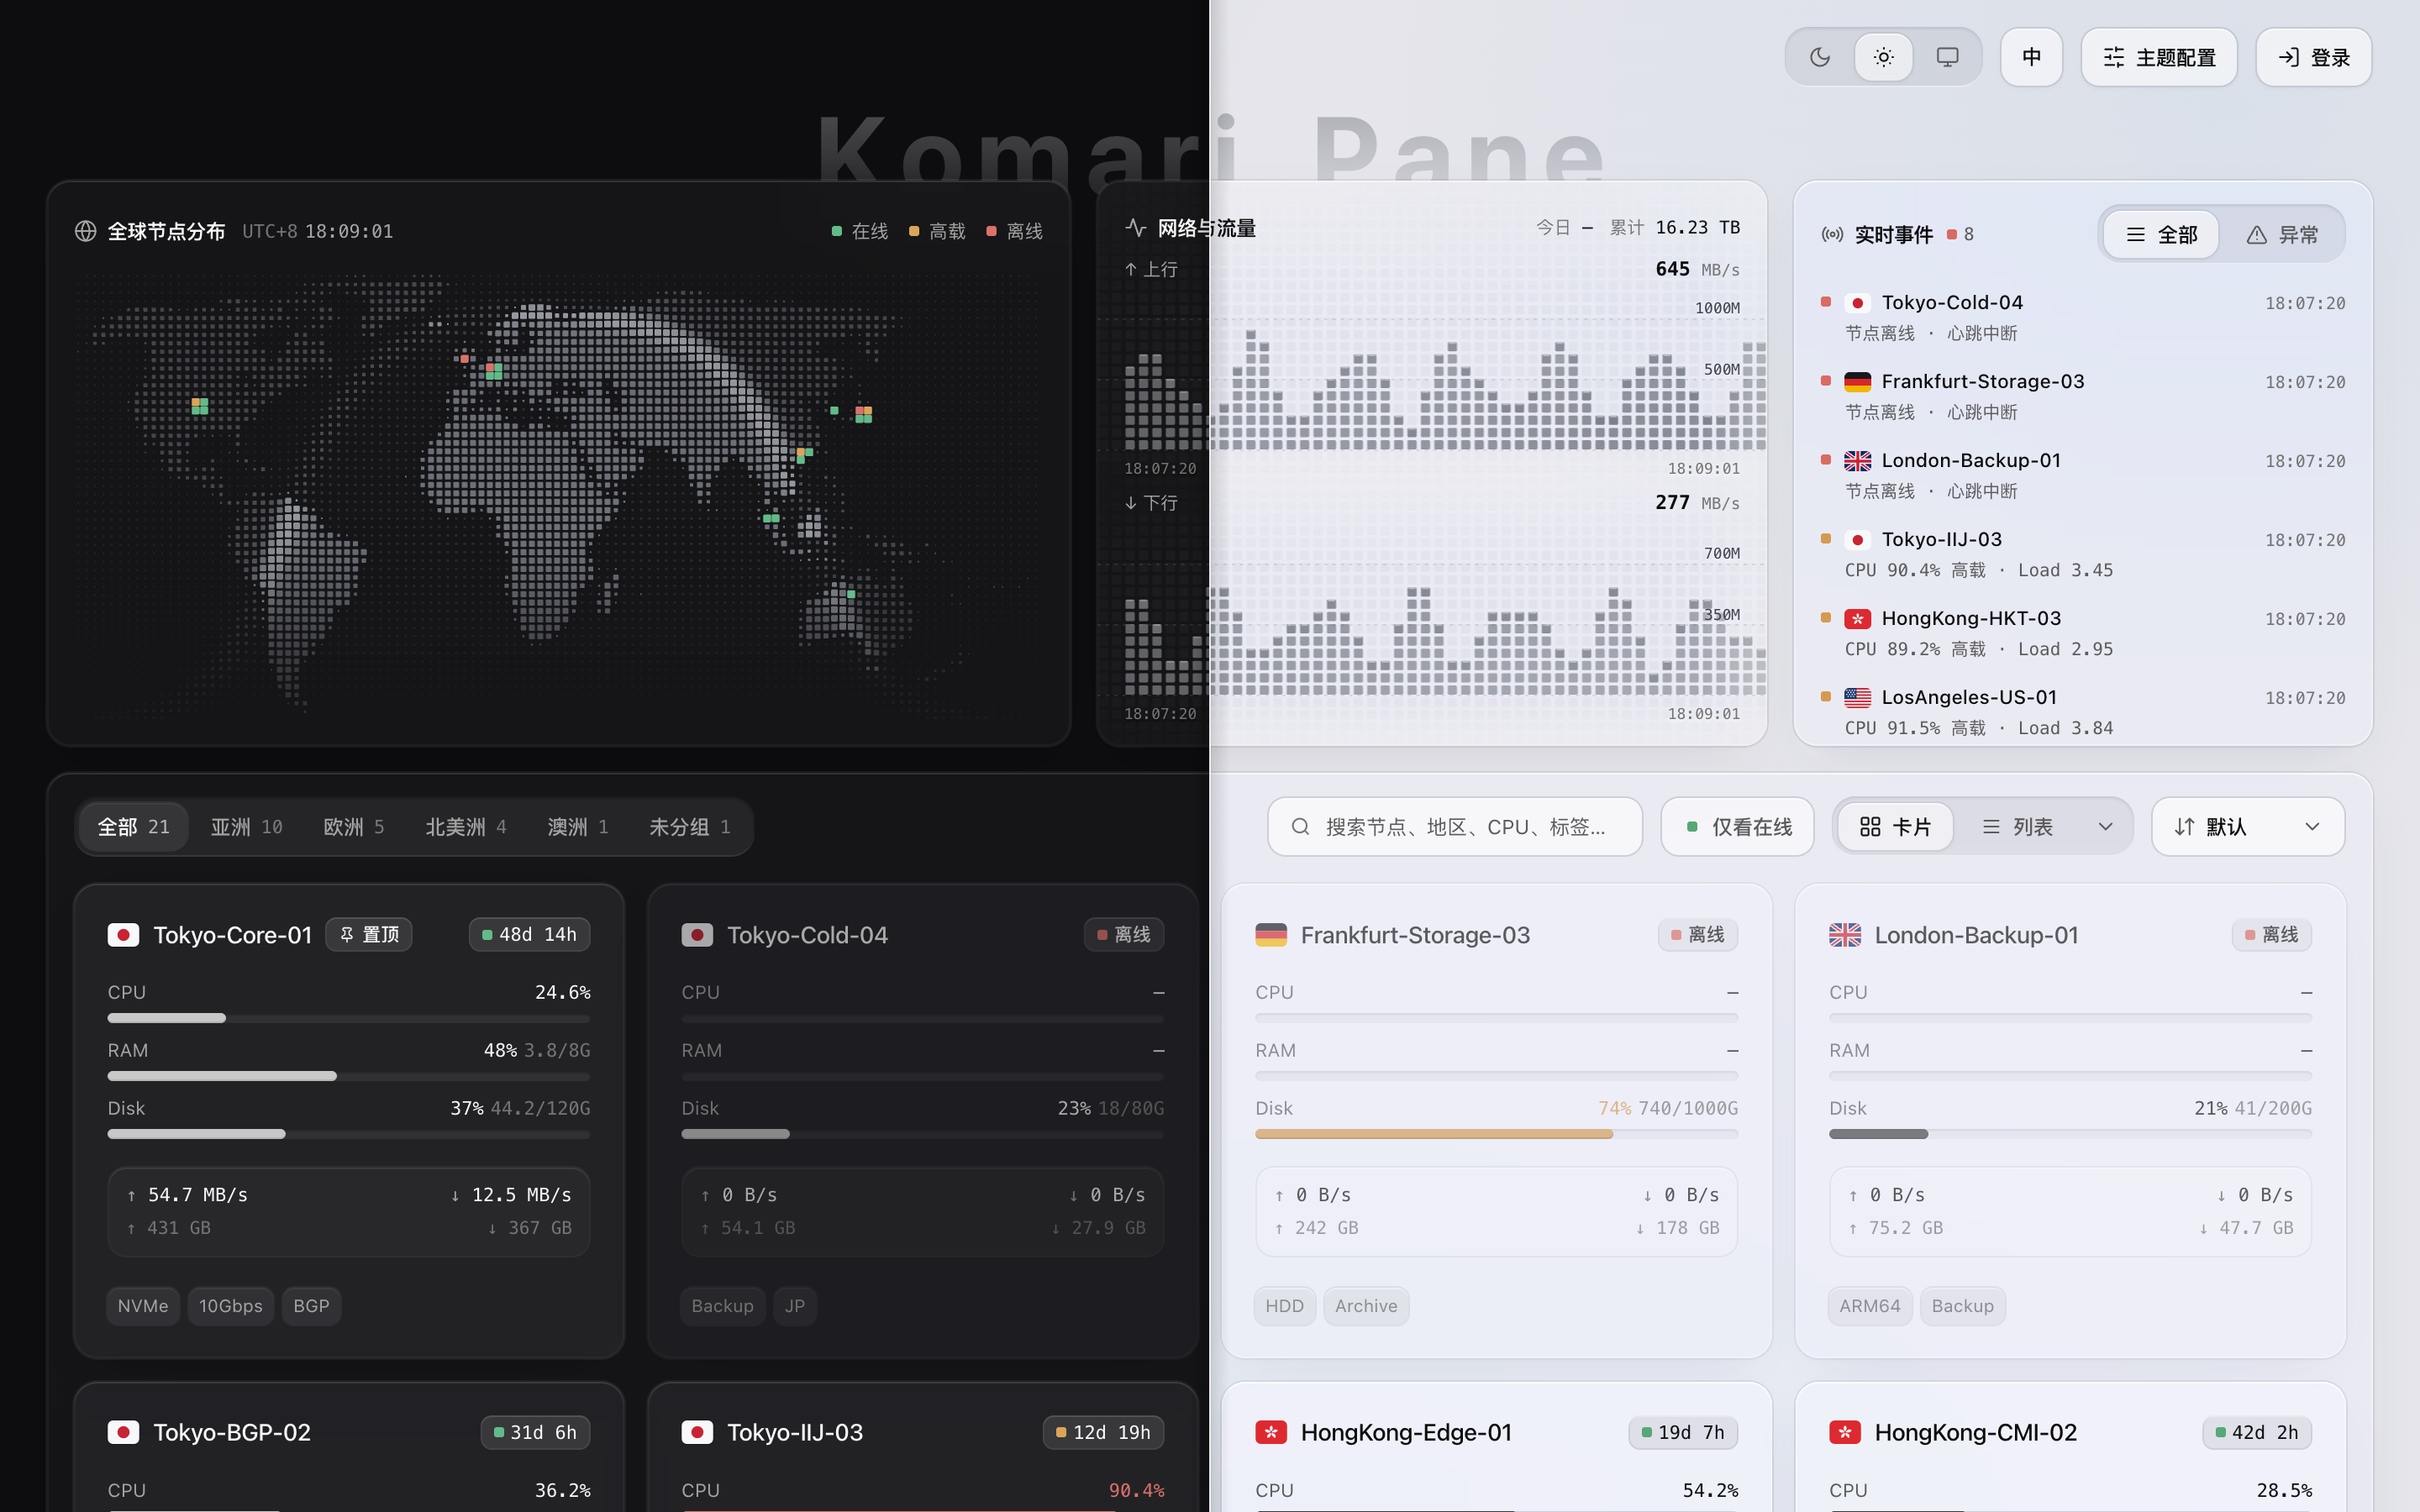 中 主题配置 登录
Komari Pane
全球节点分布 UTC+8 18:09:01 在线 高载 离线
网络与流量 今日 – 累计 16.23 TB
↑ 上行 645 MB/s
1000M
500M
18:07:20 18:09:01
↓ 下行 277 MB/s
700M
350M
18:07:20 18:09:01
实时事件 8 全部 异常
Tokyo-Cold-04 18:07:20
节点离线 · 心跳中断
Frankfurt-Storage-03 18:07:20
节点离线 · 心跳中断
London-Backup-01 18:07:20
节点离线 · 心跳中断
Tokyo-IIJ-03 18:07:20
CPU 90.4% 高载 · Load 3.45
HongKong-HKT-03 18:07:20
CPU 89.2% 高载 · Load 2.95
LosAngeles-US-01 18:07:20
CPU 91.5% 高载 · Load 3.84
全部 21 亚洲 10 欧洲 5 北美洲 4 澳洲 1 未分组 1
搜索节点、地区、CPU、标签... 仅看在线 卡片 列表 默认
Tokyo-Core-01 置顶 48d 14h
CPU 24.6%
RAM 48% 3.8/8G
Disk 37% 44.2/120G
↑ 54.7 MB/s ↓ 12.5 MB/s
↑ 431 GB ↓ 367 GB
NVMe 10Gbps BGP
Tokyo-Cold-04 离线
CPU –
RAM –
Disk 23% 18/80G
↑ 0 B/s ↓ 0 B/s
↑ 54.1 GB ↓ 27.9 GB
Backup JP
Frankfurt-Storage-03 离线
CPU –
RAM –
Disk 74% 740/1000G
↑ 0 B/s ↓ 0 B/s
↑ 242 GB ↓ 178 GB
HDD Archive
London-Backup-01 离线
CPU –
RAM –
Disk 21% 41/200G
↑ 0 B/s ↓ 0 B/s
↑ 75.2 GB ↓ 47.7 GB
ARM64 Backup
Tokyo-BGP-02 31d 6h
CPU 36.2%
Tokyo-IIJ-03 12d 19h
CPU 90.4%
HongKong-Edge-01 19d 7h
CPU 54.2%
HongKong-CMI-02 42d 2h
CPU 28.5%